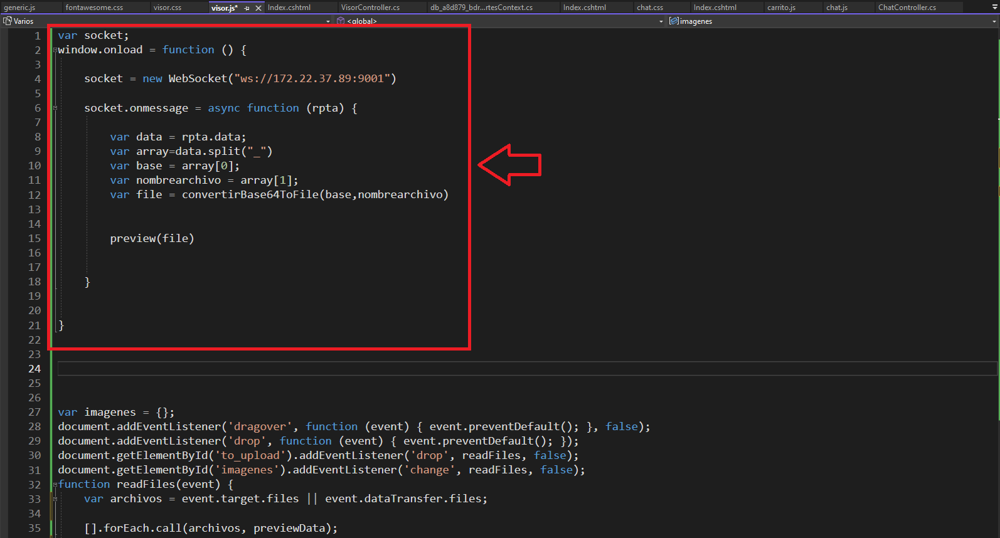 generic.js fontawesome.css visor.css visor.js* Index.cshtml VisorController.cs db_a8d879_bdr...rtesContext.cs Index.cshtml chat.css Index.cshtml carrito.js chat.js ChatController.cs
Varios <global> imagenes
1 var socket;
2 window.onload = function () {
3
4 socket = new WebSocket("ws://172.22.37.89:9001")
5
6 socket.onmessage = async function (rpta) {
7
8 var data = rpta.data;
9 var array=data.split("_")
10 var base = array[0];
11 var nombrearchivo = array[1];
12 var file = convertirBase64ToFile(base,nombrearchivo)
13
14
15 preview(file)
16
17
18 }
19
20
21 }
22
23
24
25
26
27 var imagenes = {};
28 document.addEventListener('dragover', function (event) { event.preventDefault(); }, false);
29 document.addEventListener('drop', function (event) { event.preventDefault(); });
30 document.getElementById('to_upload').addEventListener('drop', readFiles, false);
31 document.getElementById('imagenes').addEventListener('change', readFiles, false);
32 function readFiles(event) {
33 var archivos = event.target.files || event.dataTransfer.files;
34
35 [].forEach.call(archivos, previewData);